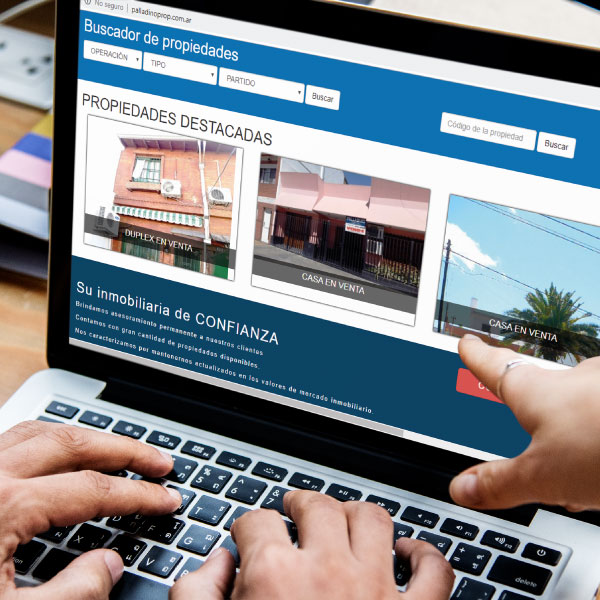 No seguro | palladinoprop.com.ar
Buscador de propiedades
OPERACIÓN TIPO PARTIDO Buscar
Código de la propiedad Buscar
PROPIEDADES DESTACADAS
DUPLEX EN VENTA
CASA EN VENTA
CASA EN VENTA
Su inmobiliaria de CONFIANZA
Brindamos asesoramiento permanente a nuestros clientes
Contamos con gran cantidad de propiedades disponibles.
Nos caracterizamos por mantenernos actualizados en los valores de mercado inmobiliario.
esc
delete